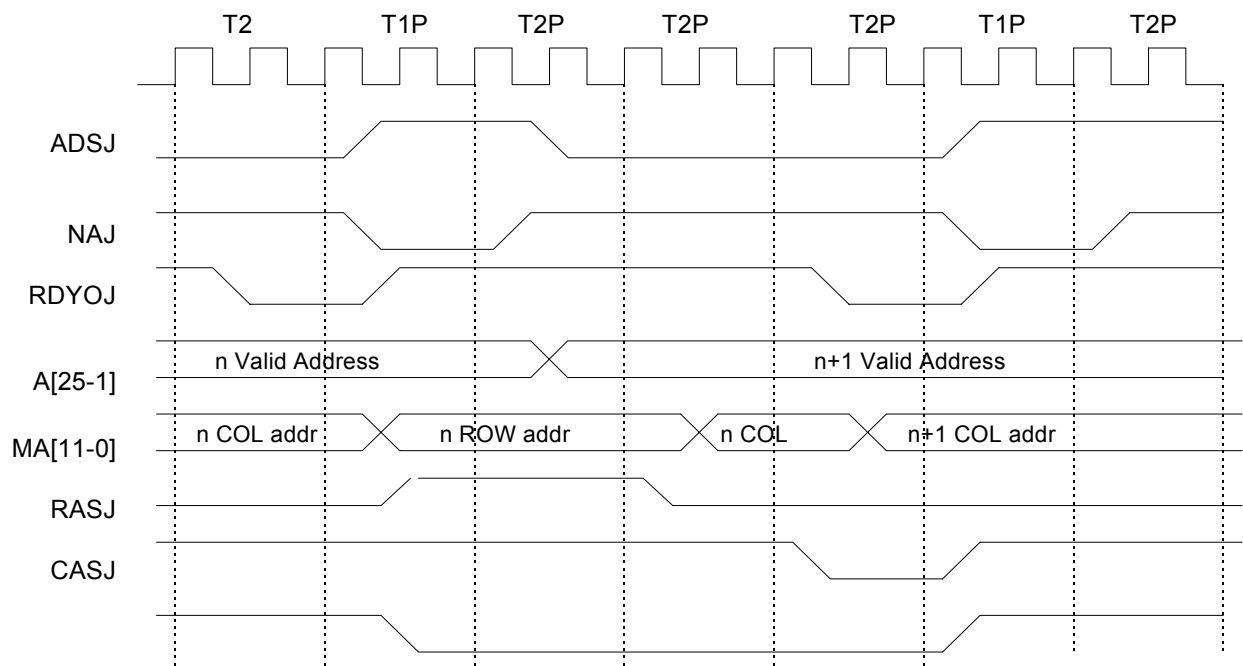 T2 T1P T2P T2P T2P T1P T2P
ADSJ
NAJ
RDYOJ
n Valid Address n+1 Valid Address
A[25-1]
n COL addr n ROW addr n COL n+1 COL addr
MA[11-0]
RASJ
CASJ